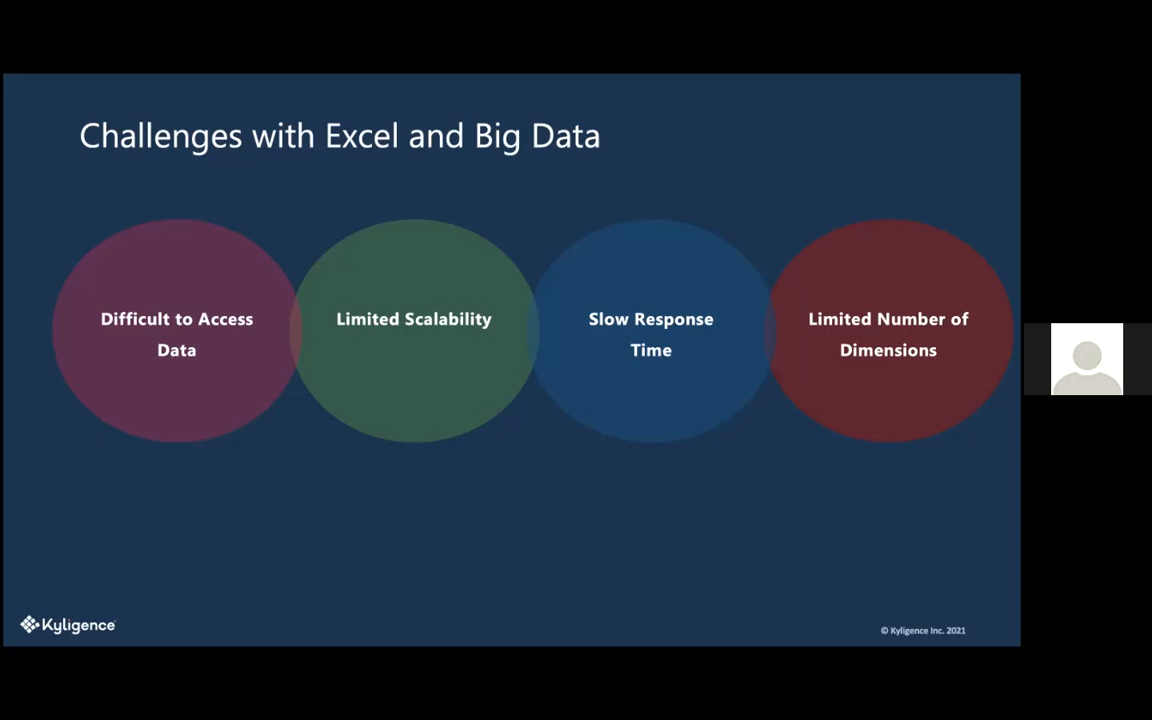 Challenges with Excel and Big Data
Difficult to Access
Data
Limited Scalability
Slow Response
Time
Limited Number of
Dimensions
Kyligence
© Kyligence Inc. 2021